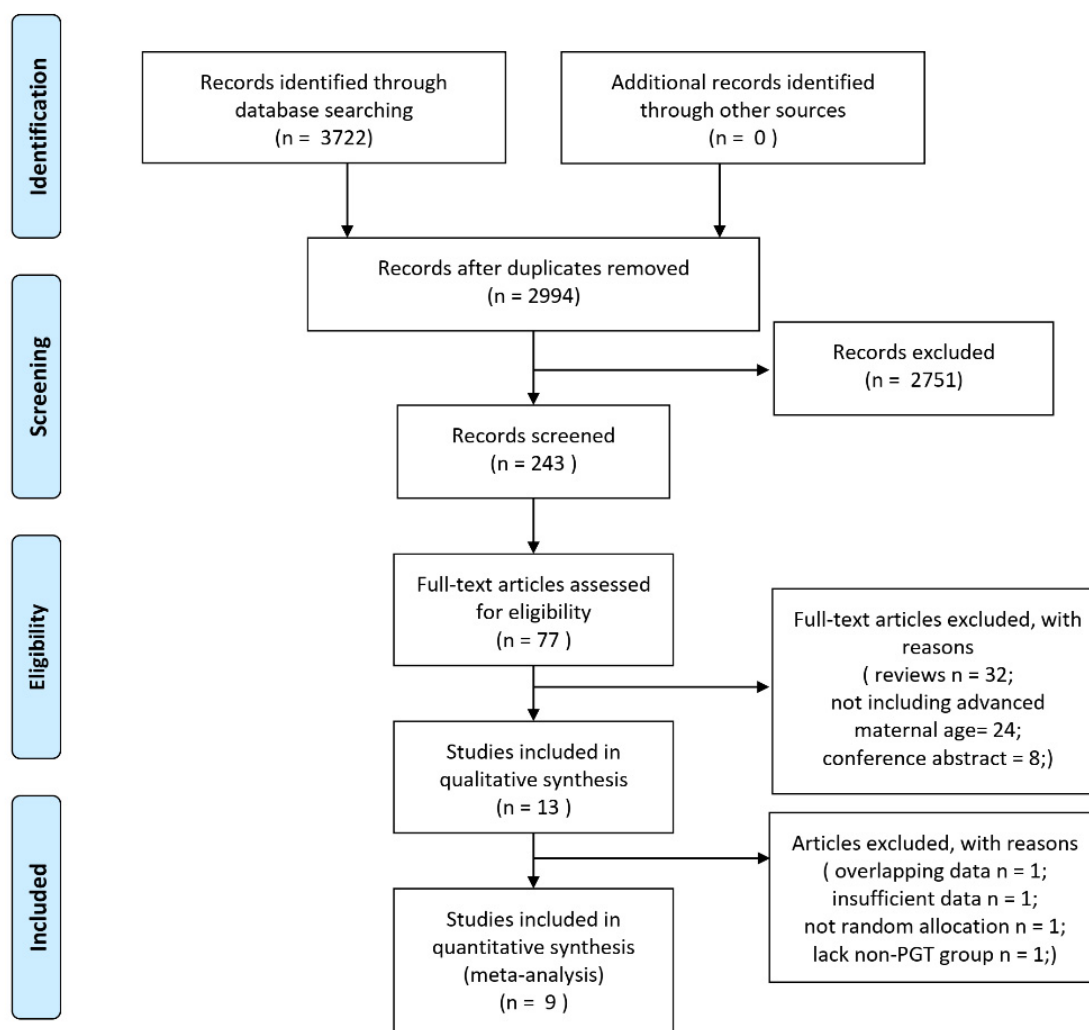 Identification
Records identified through
database searching
(n =  3722)
Additional records identified
through other sources
(n =  0 )
Records after duplicates removed
(n = 2994)
Screening
Records excluded
(n =  2751)
Records screened
(n = 243 )
Eligibility
Full-text articles assessed
for eligibility
(n = 77 )
Full-text articles excluded, with
reasons
( reviews n = 32;
not including advanced
maternal age= 24;
conference abstract = 8;)
Studies included in
qualitative synthesis
(n = 13 )
Included
Articles excluded, with reasons
( overlapping data n = 1;
insufficient data n = 1;
not random allocation n = 1;
lack non-PGT group n = 1;)
Studies included in
quantitative synthesis
(meta-analysis)
(n =  9 )